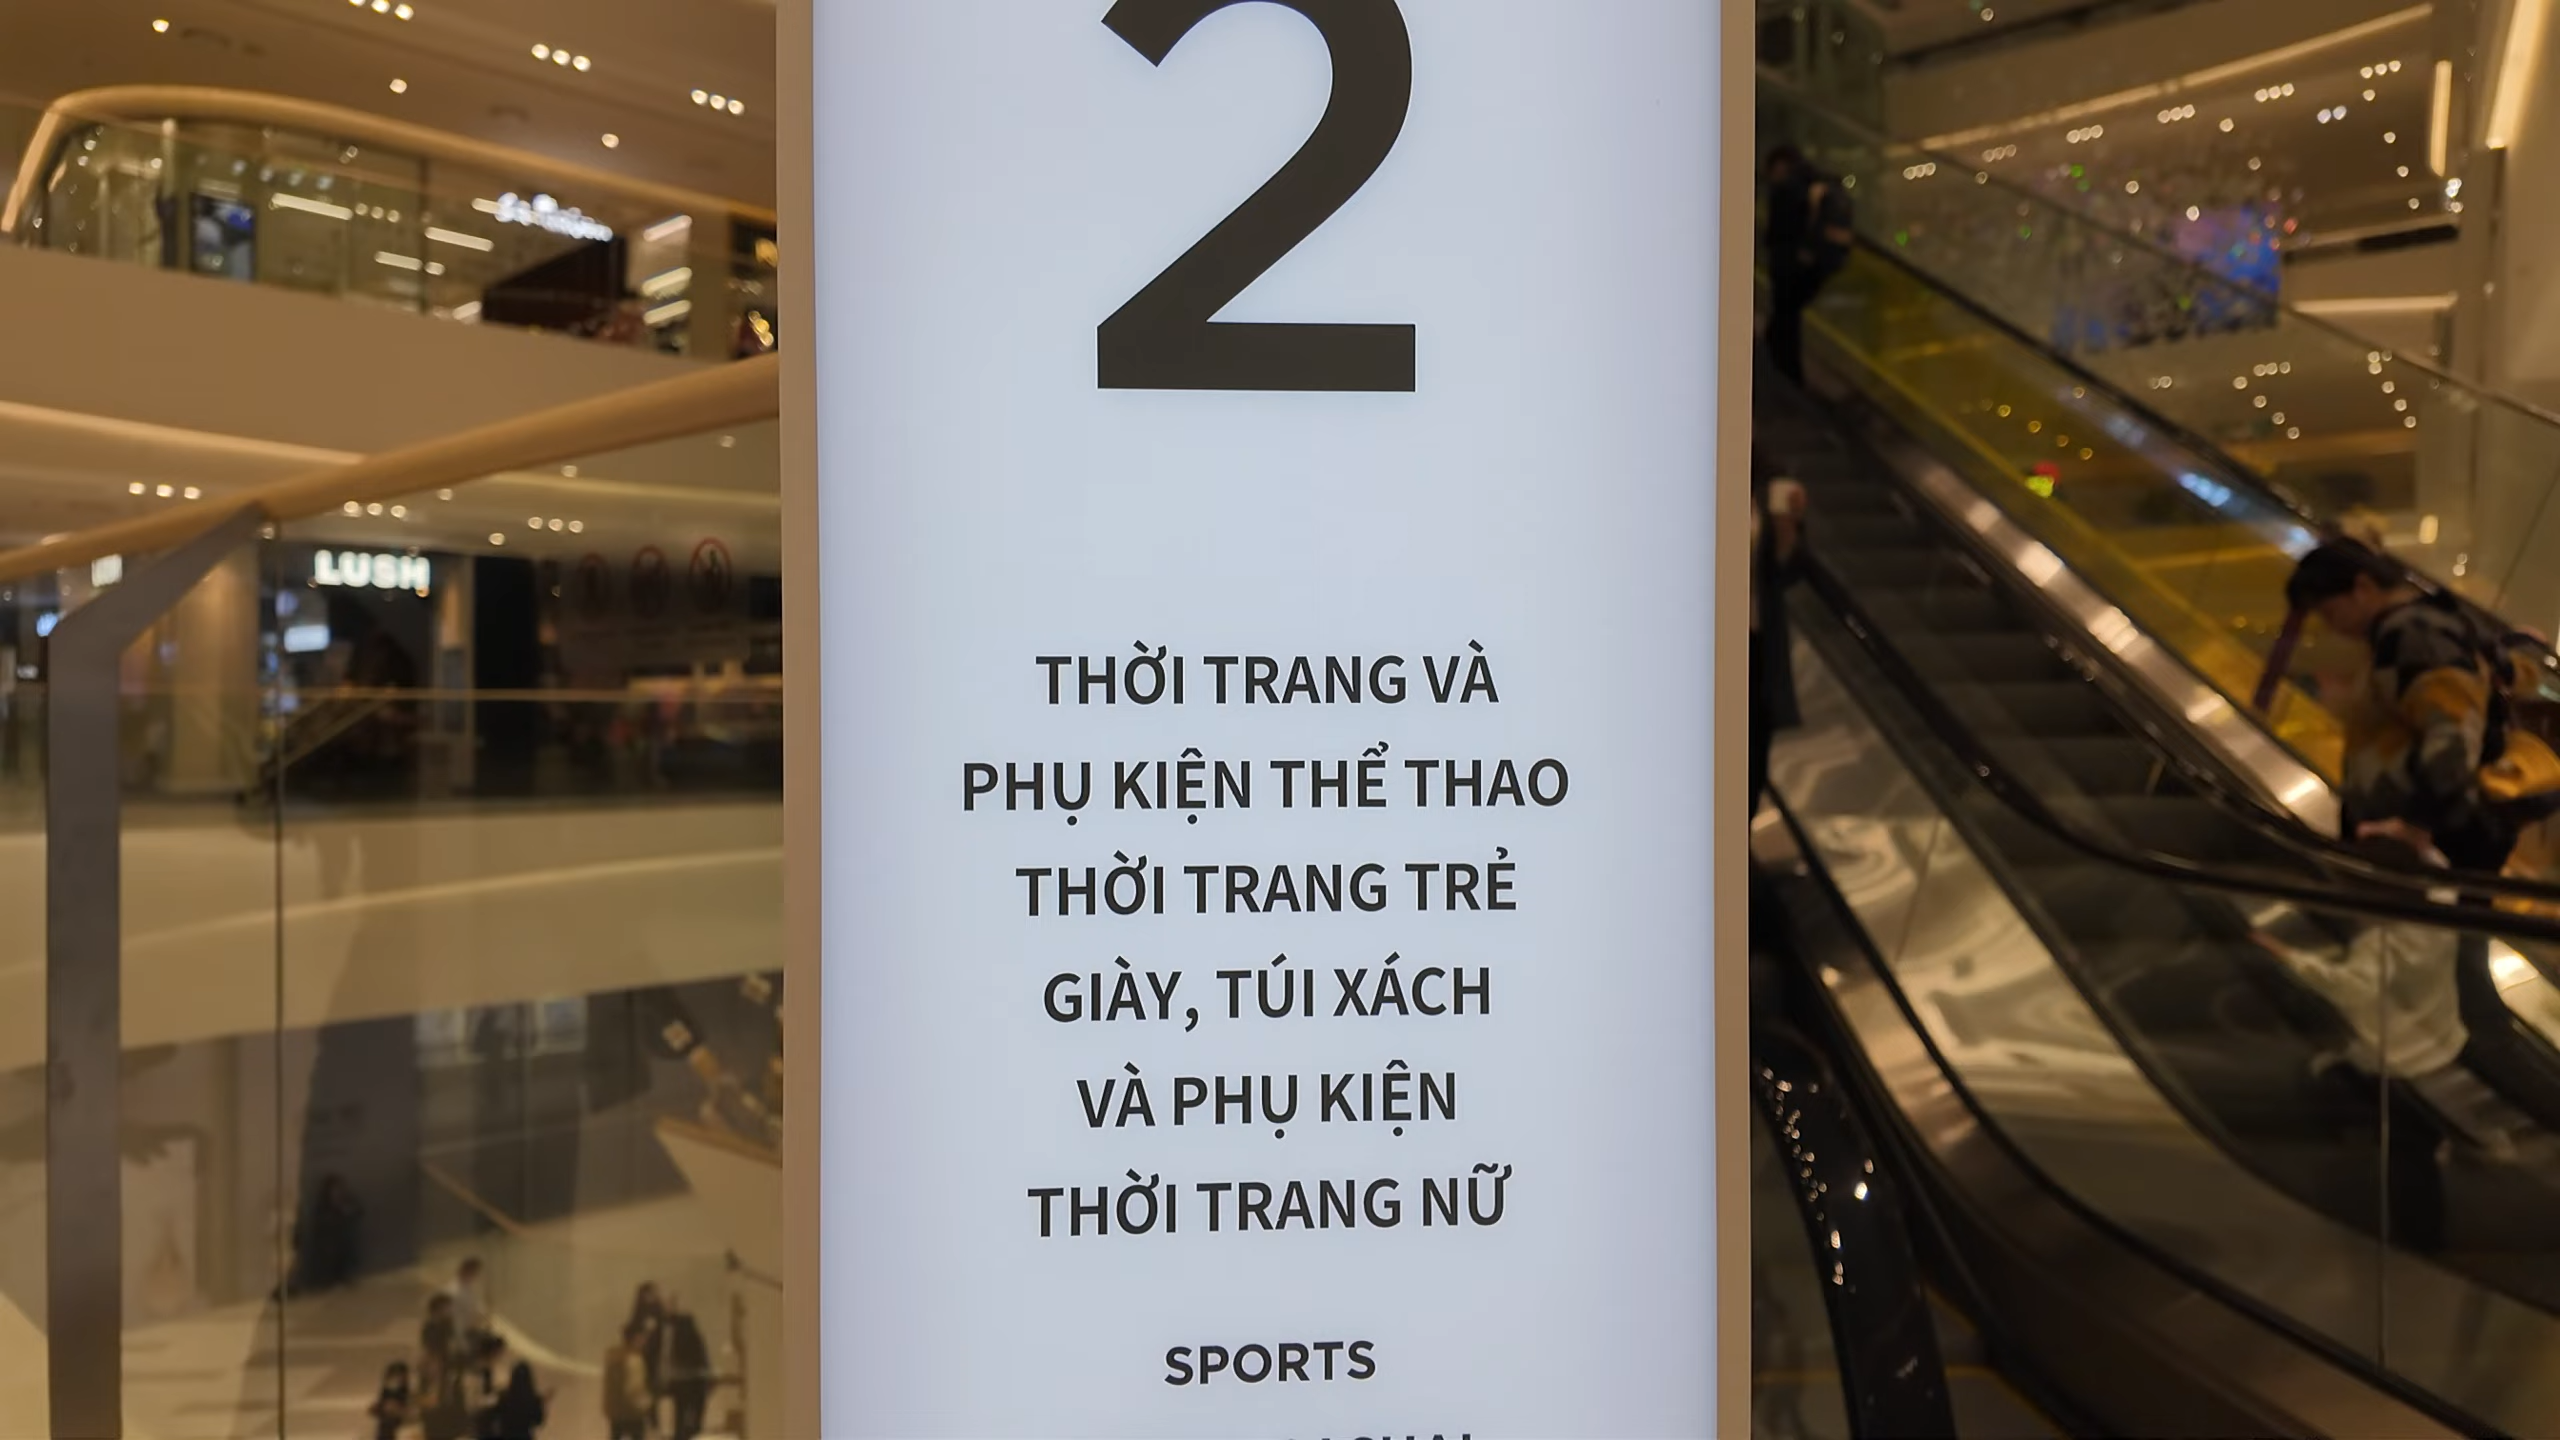 2
THỜI TRANG VÀ
PHỤ KIỆN THỂ THAO
THỜI TRANG TRẺ
GIÀY, TÚI XÁCH
VÀ PHỤ KIỆN
THỜI TRANG NỮ
SPORTS
LUSH